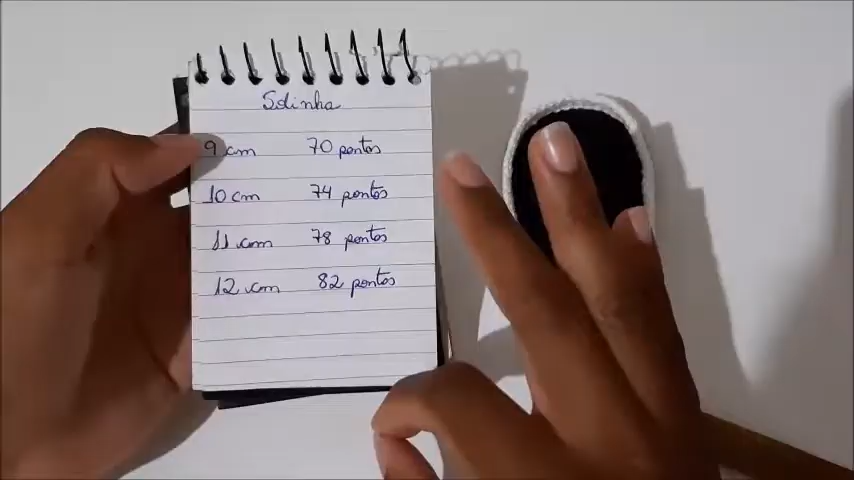 Solinha
9 cm 70 pontos
10 cm 74 pontos
11 cm 78 pontos
12 cm 82 pontos